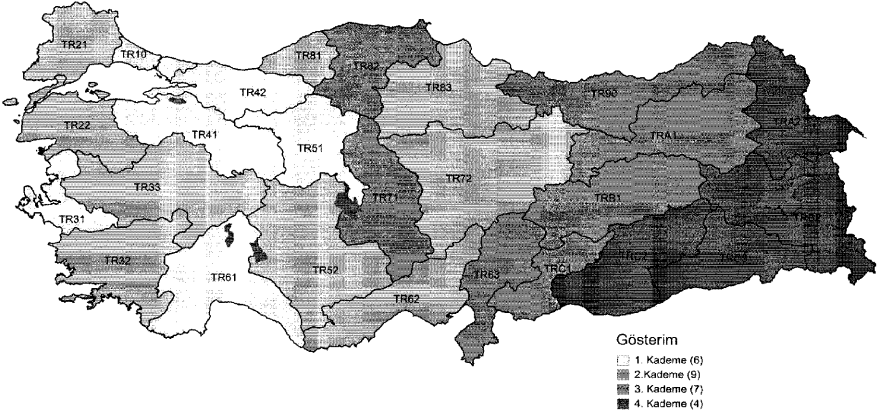 TR21
TR10
TR81
TR82
TR42
TR83
TR90
TR22
TR41
TR51
TRA1
TRA2
TR33
TR72
TR71
TRB1
TR31
TR32
TR61
TR52
TR63
TRC1
TR62
Gösterim
1. Kademe (6)
2.Kademe (9)
3. Kademe (7)
4. Kademe (4)